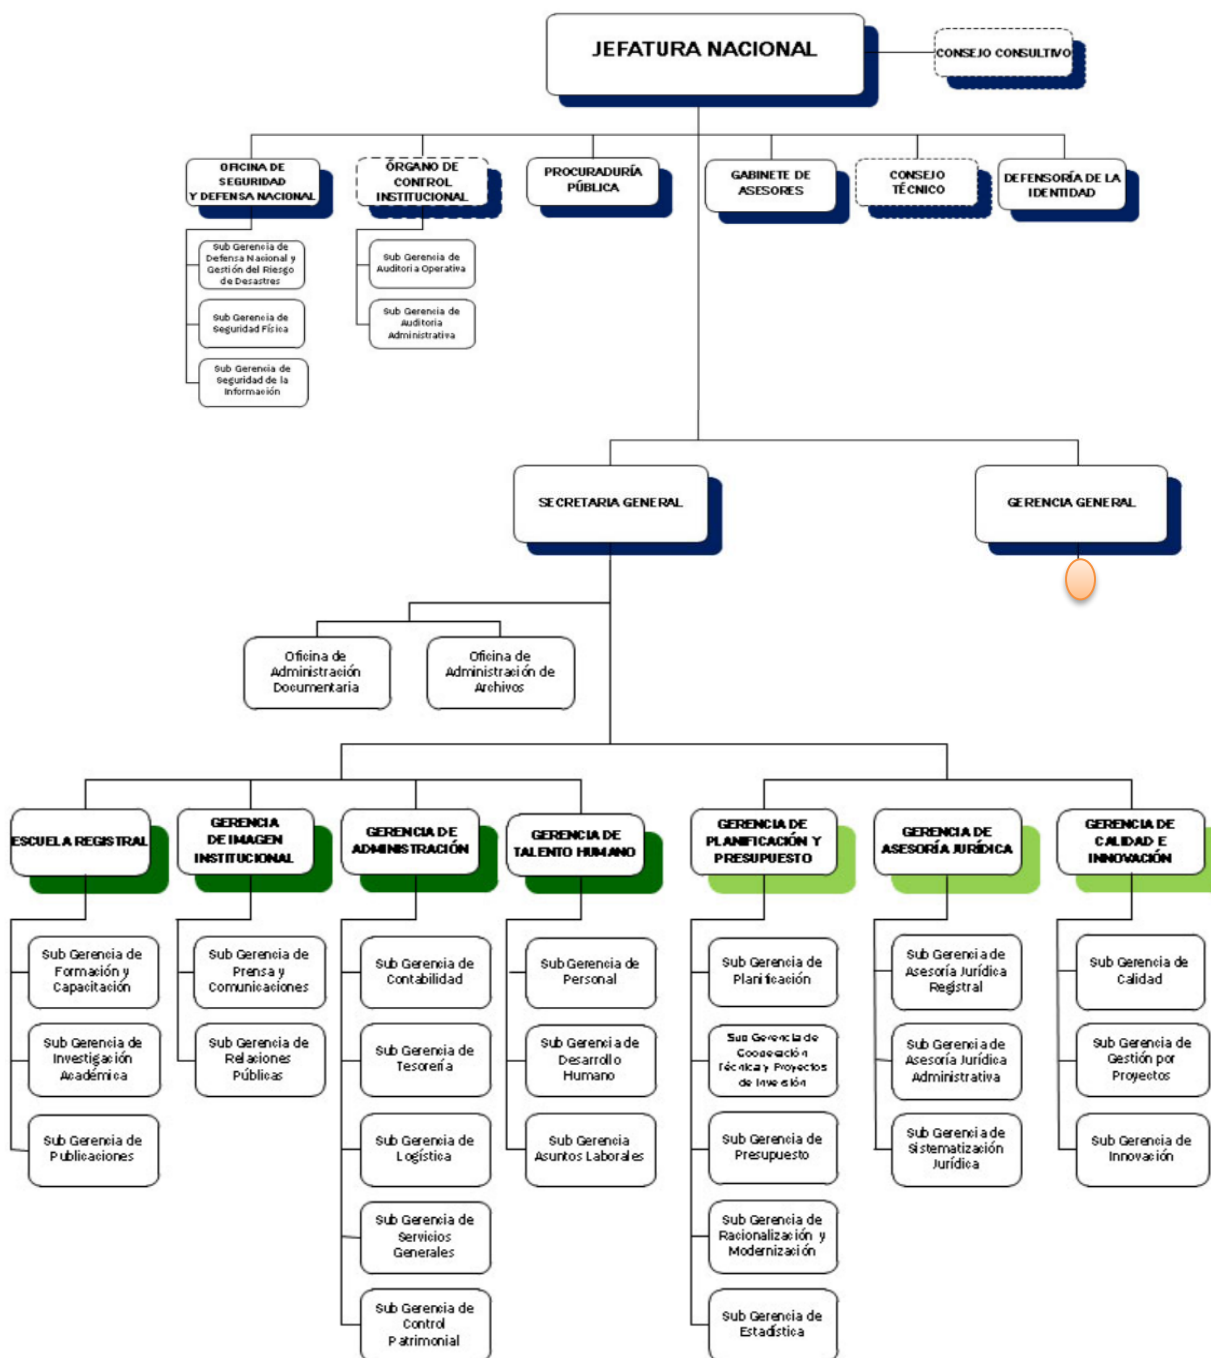 JEFATURA NACIONAL
CONSEJO CONSULTIVO
OFICINA DE
SEGURIDAD
Y DEFENSA NACIONAL
ÓRGANO DE
CONTROL
INSTITUCIONAL
PROCURADURÍA
PÚBLICA
GABINETE DE
ASESORES
CONSEJO
TÉCNICO
DEFENSORÍA DE LA
IDENTIDAD
Sub Gerencia de
Defensa Nacional y
Gestión del Riesgo
de Desastres
Sub Gerencia de
Seguridad Física
Sub Gerencia de
Seguridad de la
Información
Sub Gerencia de
Auditoria Operativa
Sub Gerencia de
Auditoria
Administrativa
SECRETARIA GENERAL
GERENCIA GENERAL
Oficina de
Administración
Documentaria
Oficina de
Administración de
Archivos
ESCUELA REGISTRAL
GERENCIA
DE IMAGEN
INSTITUCIONAL
GERENCIA DE
ADMINISTRACIÓN
GERENCIA DE
TALENTO HUMANO
GERENCIA DE
PLANIFICACIÓN Y
PRESUPUESTO
GERENCIA DE
ASESORÍA JURÍDICA
GERENCIA DE
CALIDAD E
INNOVACIÓN
Sub Gerencia de
Formación y
Capacitación
Sub Gerencia de
Investigación
Académica
Sub Gerencia de
Publicaciones
Sub Gerencia de
Prensa y
Comunicaciones
Sub Gerencia de
Relaciones
Públicas
Sub Gerencia de
Contabilidad
Sub Gerencia de
Tesorería
Sub Gerencia de
Logística
Sub Gerencia de
Servicios
Generales
Sub Gerencia de
Control
Patrimonial
Sub Gerencia de
Personal
Sub Gerencia de
Desarrollo
Humano
Sub Gerencia
Asuntos Laborales
Sub Gerencia de
Planificación
Sub Gerencia de
Cooperación
Técnica y Proyectos
de Inversión
Sub Gerencia de
Presupuesto
Sub Gerencia de
Racionalización y
Modernización
Sub Gerencia de
Estadística
Sub Gerencia de
Asesoría Jurídica
Registral
Sub Gerencia de
Asesoría Jurídica
Administrativa
Sub Gerencia de
Sistematización
Jurídica
Sub Gerencia de
Calidad
Sub Gerencia de
Gestión por
Proyectos
Sub Gerencia de
Innovación